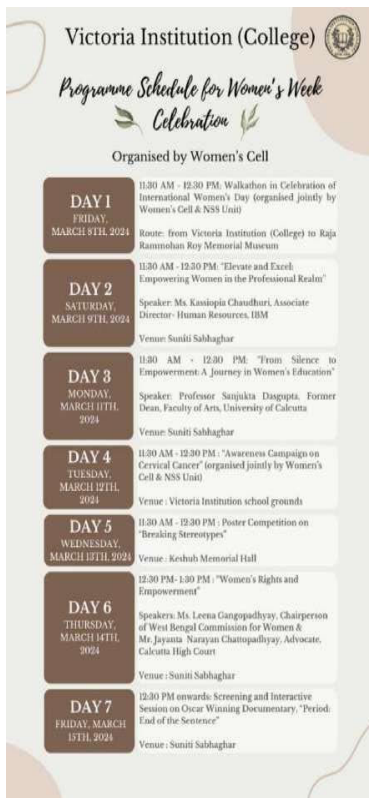 Victoria Institution (College)
Programme Schedule for Women's Week
Celebration
Organised by Women's Cell
DAY 1
FRIDAY,
MARCH 8TH, 2024
11:30 AM - 12:30 PM: Walkathon in Celebration of
International Women's Day (organised jointly by
Women's Cell & NSS Unit)
Route: from Victoria Institution (College) to Raja
Rammohan Roy Memorial Museum
DAY 2
SATURDAY,
MARCH 9TH, 2024
11:30 AM - 12:30 PM: "Elevate and Excel:
Empowering Women in the Professional Realm"
Speaker: Ms. Kassiopia Chaudhuri, Associate
Director- Human Resources, IBM
Venue: Suniti Sabhaghar
DAY 3
MONDAY,
MARCH 11TH,
2024
11:30 AM - 12:30 PM: "From Silence to
Empowerment: A Journey in Women's Education"
Speaker: Professor Sanjukta Dasgupta, Former
Dean, Faculty of Arts, University of Calcutta
Venue: Suniti Sabhaghar
DAY 4
TUESDAY,
MARCH 12TH,
2024
11:30 AM - 12:30 PM : "Awareness Campaign on
Cervical Cancer" (organised jointly by Women's
Cell & NSS Unit)
Venue : Victoria Institution school grounds
DAY 5
WEDNESDAY,
MARCH 13TH, 2024
11:30 AM - 12:30 PM : Poster Competition on
"Breaking Stereotypes"
Venue : Keshub Memorial Hall
DAY 6
THURSDAY,
MARCH 14TH,
2024
12:30 PM- 1:30 PM : "Women's Rights and
Empowerment"
Speakers: Ms. Leena Gangopadhyay, Chairperson
of West Bengal Commission for Women &
Mr. Jayanta Narayan Chattopadhyay, Advocate,
Calcutta High Court
Venue : Suniti Sabhaghar
DAY 7
FRIDAY, MARCH
15TH, 2024
12:30 PM onwards: Screening and Interactive
Session on Oscar Winning Documentary, "Period:
End of the Sentence"
Venue : Suniti Sabhaghar